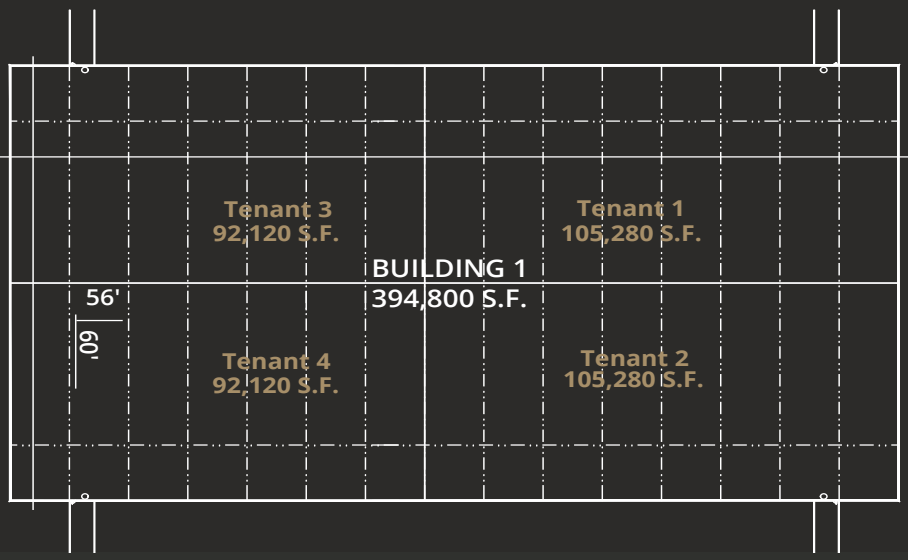 Tenant 3
92,120 S.F.
Tenant 1
105,280 S.F.
BUILDING 1
394,800 S.F.
56'
60'
Tenant 4
92,120 S.F.
Tenant 2
105,280 S.F.